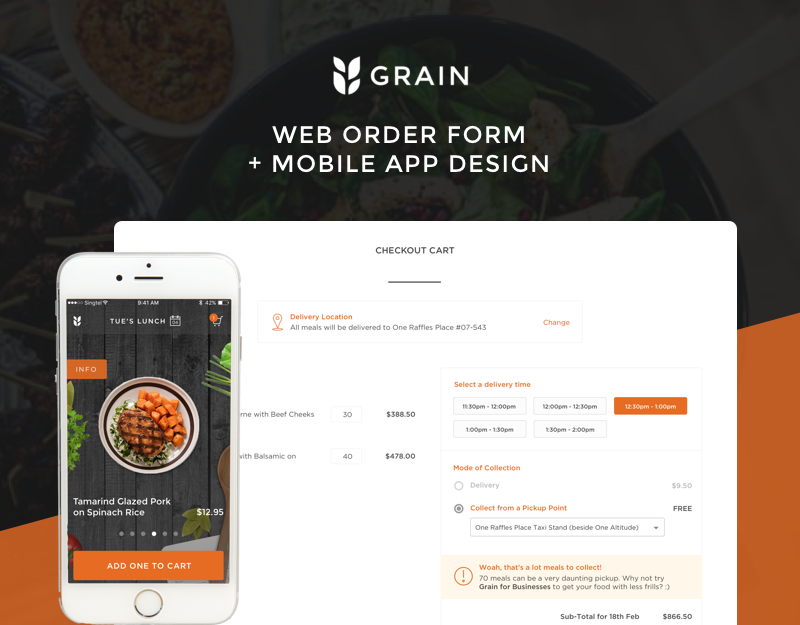 GRAIN
WEB ORDER FORM
+ MOBILE APP DESIGN
CHECKOUT CART
Delivery Location
All meals will be delivered to One Raffles Place #07-543
Change
rne with Beef Cheeks 30 $388.50
with Balsamic on 40 $478.00
Select a delivery time
11:30pm - 12:00pm 12:00pm - 12:30pm 12:30pm - 1:00pm
1:00pm - 1:30pm 1:30pm - 2:00pm
Mode of Collection
Delivery $9.50
Collect from a Pickup Point FREE
One Raffles Place Taxi Stand (beside One Altitude)
Woah, that's a lot meals to collect!
70 meals can be a very daunting pickup. Why not try
Grain for Businesses to get your food with less frills? :)
Sub-Total for 18th Feb $866.50
Singtel 9:41 AM 42%
TUE'S LUNCH
INFO
Tamarind Glazed Pork
on Spinach Rice $12.95
ADD ONE TO CART